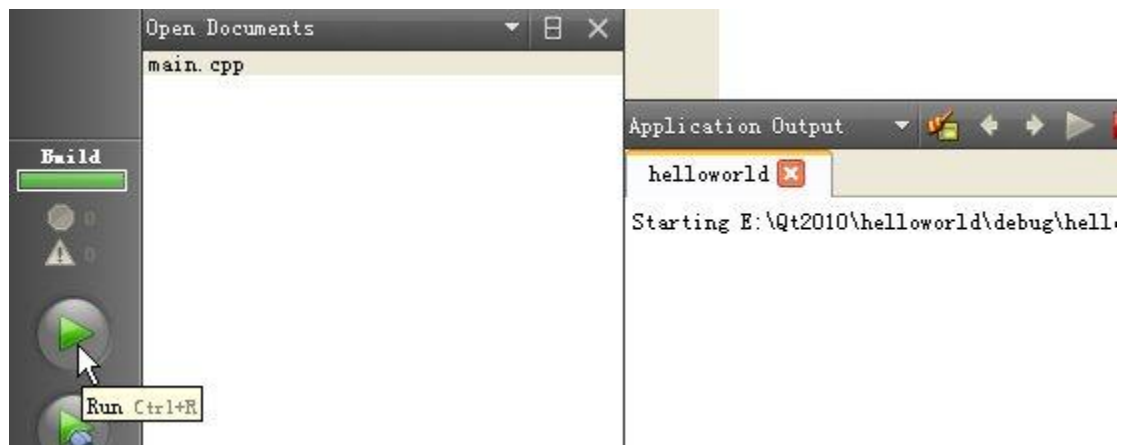 Open Documents
main.cpp
Build
0
0
Run Ctrl+R
Application Output
helloworld
Starting E:\Qt2010\helloworld\debug\hell